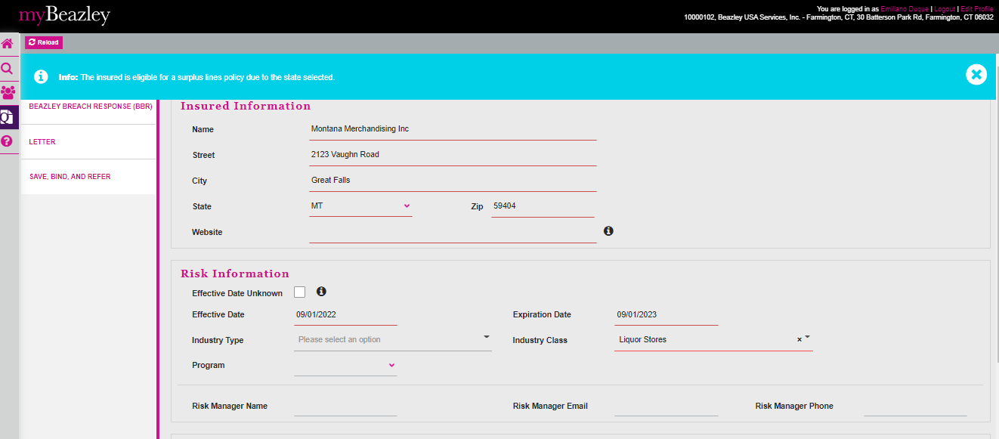 myBeazley
You are logged in as Emiliano Duque | Logout | Edit Profile
10000102, Beazley USA Services, Inc. - Farmington, CT, 30 Batterson Park Rd, Farmington, CT 06032
Reload
Info: The insured is eligible for a surplus lines policy due to the state selected.
BEAZLEY BREACH RESPONSE (BBR)
LETTER
SAVE, BIND, AND REFER
Insured Information
Name Montana Merchandising Inc
Street 2123 Vaughn Road
City Great Falls
State MT Zip 59404
Website
Risk Information
Effective Date Unknown
Effective Date 09/01/2022 Expiration Date 09/01/2023
Industry Type Please select an option Industry Class Liquor Stores ×
Program
Risk Manager Name Risk Manager Email Risk Manager Phone